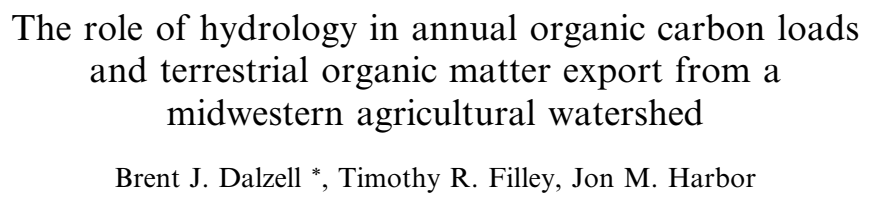 The role of hydrology in annual organic carbon loads
and terrestrial organic matter export from a
midwestern agricultural watershed
Brent J. Dalzell *, Timothy R. Filley, Jon M. Harbor